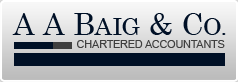 A A BAIG & CO.
CHARTERED ACCOUNTANTS